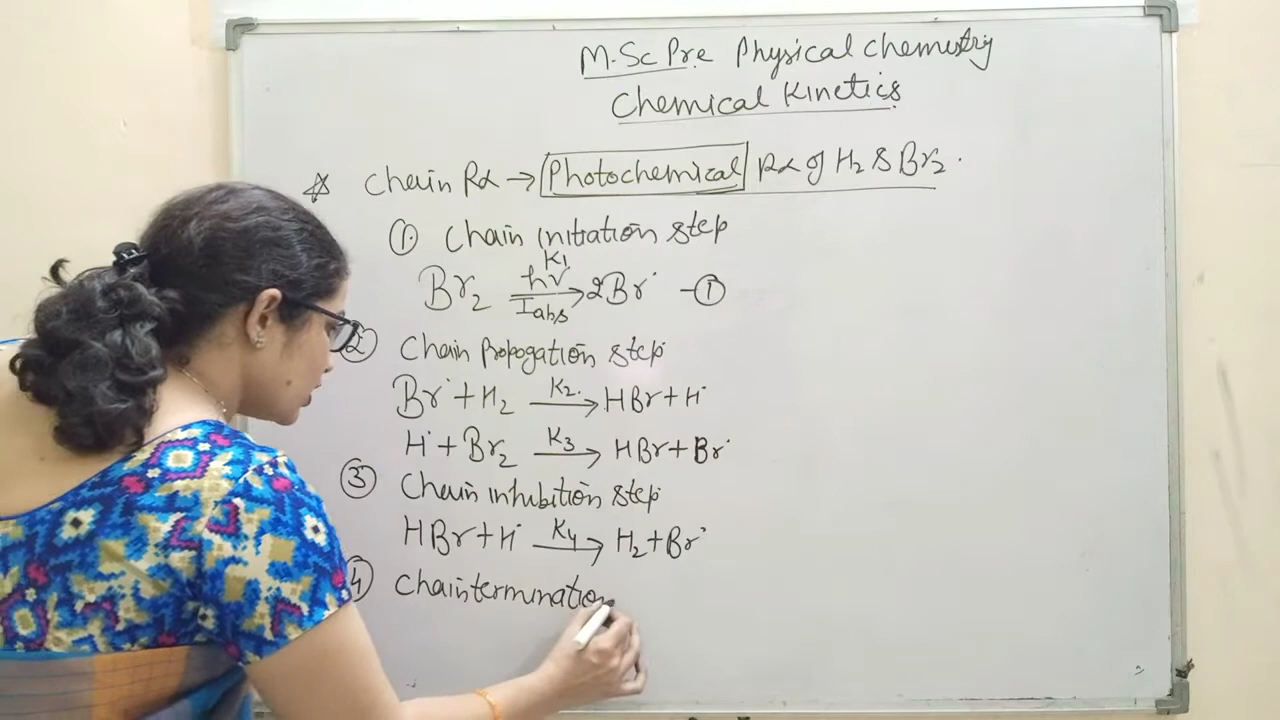 M.Sc Pre Physical Chemistry
Chemical Kinetics
☆ Chain Rx → Photochemical Rx of H₂ & Br₂.
① Chain initiation step
K₁
Br₂ hν → 2Br˙ -①
Iabs
② Chain Propogation step
Br˙ + H₂ K₂. → HBr + H˙
H˙ + Br₂ K₃ → HBr + Br˙
③ Chain inhibition step
HBr + H˙ K₄ → H₂ + Br˙
④ Chain termination